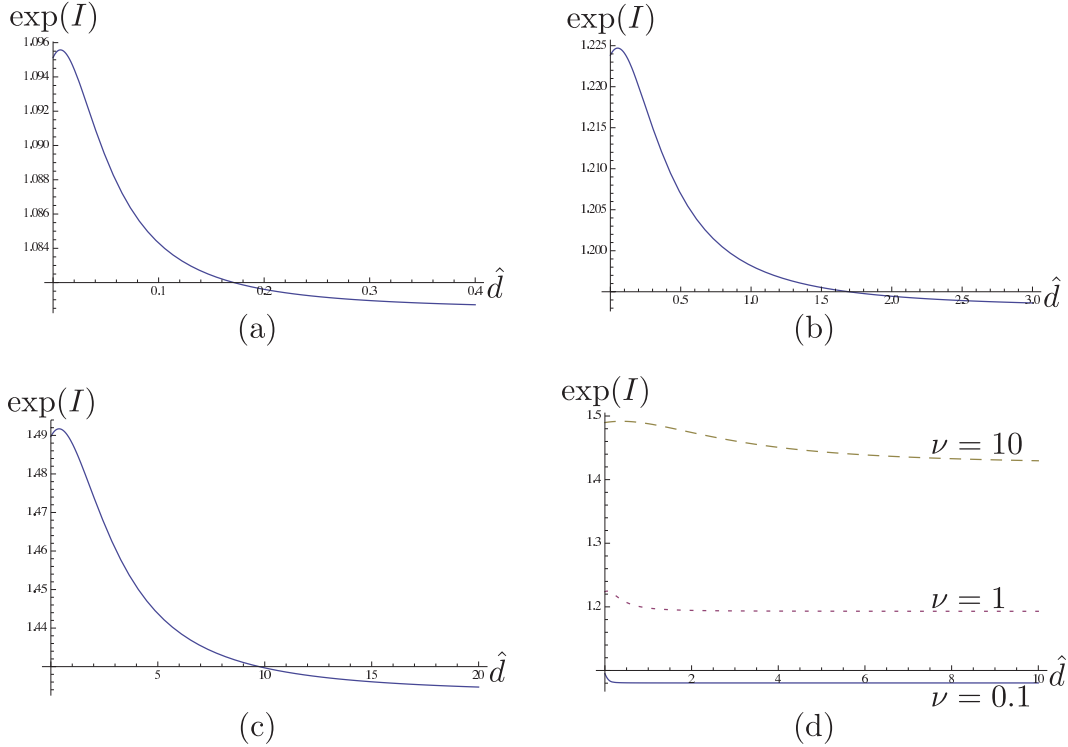 exp(I)
1.096
1.094
1.092
1.090
1.088
1.086
1.084
0.1 0.2 0.3 0.4
d̂
(a)
exp(I)
1.225
1.220
1.215
1.210
1.205
1.200
0.5 1.0 1.5 2.0 2.5 3.0
d̂
(b)
exp(I)
1.49
1.48
1.47
1.46
1.45
1.44
5 10 15 20
d̂
(c)
exp(I)
1.5
1.4
1.3
1.2
ν = 10
ν = 1
2 4 6 8 10
d̂
ν = 0.1
(d)